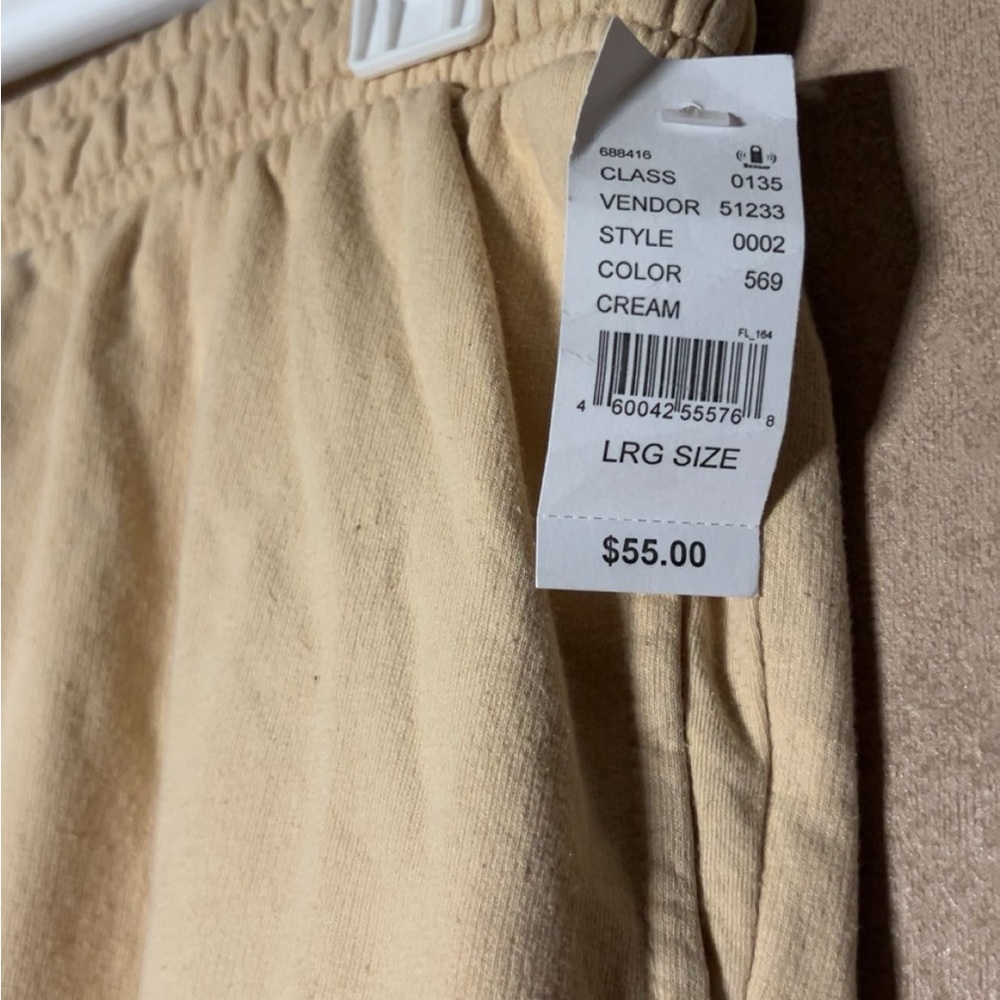 688416
Sensor
CLASS 0135
VENDOR 51233
STYLE 0002
COLOR 569
CREAM
FL_164
4 60042 55576 8
LRG SIZE
$55.00